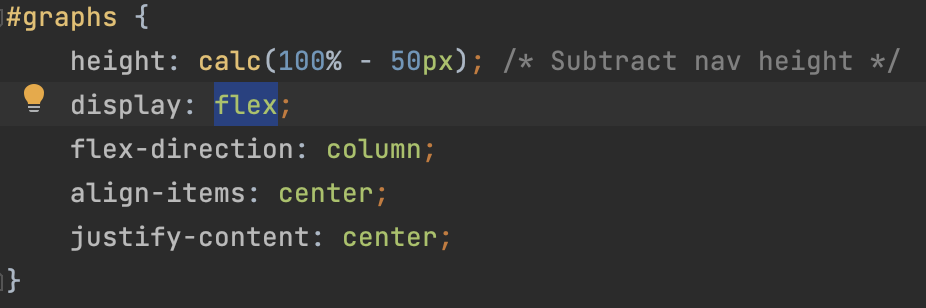 #graphs {
height: calc(100% - 50px); /* Subtract nav height */
display: flex;
flex-direction: column;
align-items: center;
justify-content: center;
}